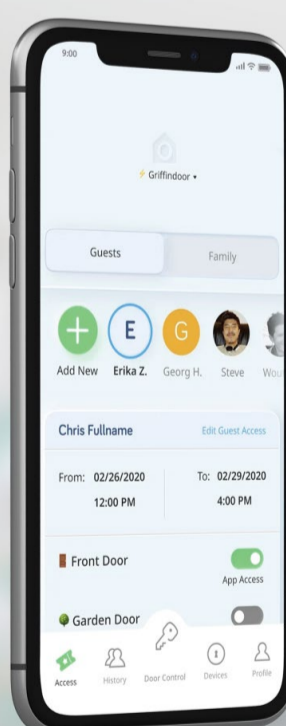 9:00
Griffindoor
Guests
Family
E
G
Add New
Erika Z.
Georg H.
Steve
Wou
Chris Fullname
Edit Guest Access
From: 02/26/2020
To: 02/29/2020
12:00 PM
4:00 PM
Front Door
App Access
Garden Door
Access
History
Door Control
Devices
Profile